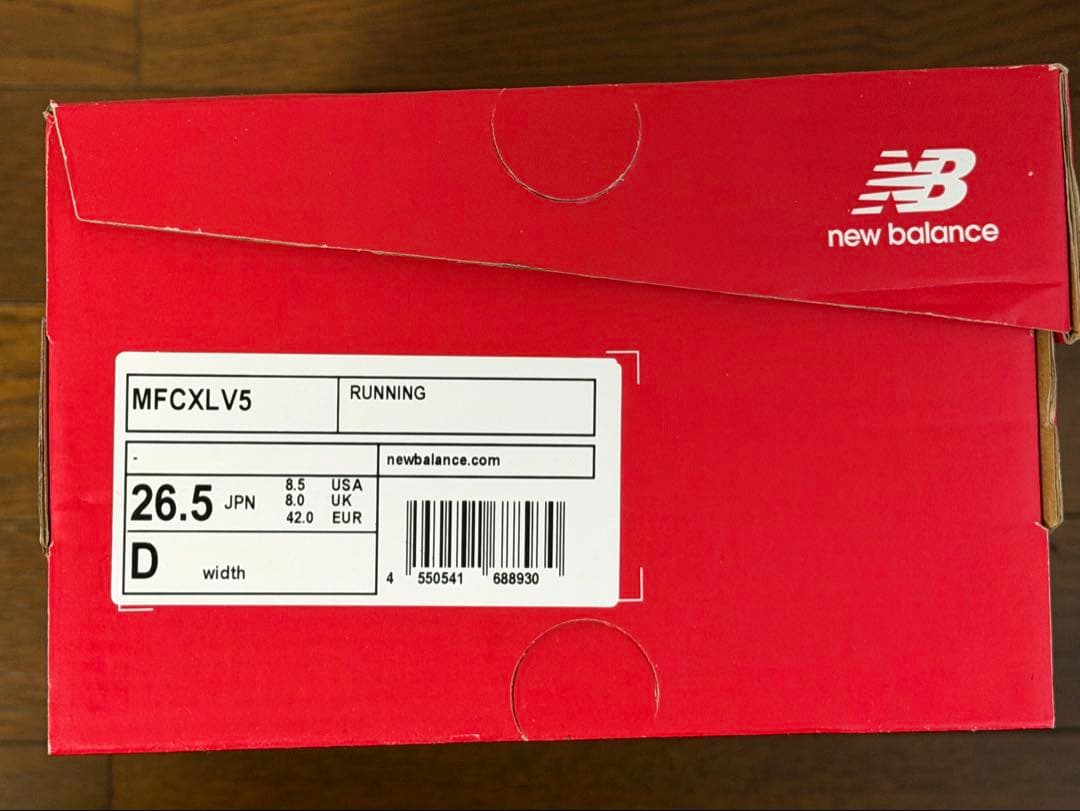 NB
new balance
MFCXLV5
RUNNING
-
newbalance.com
26.5 JPN
8.5 USA
8.0 UK
42.0 EUR
D width
4 550541 688930